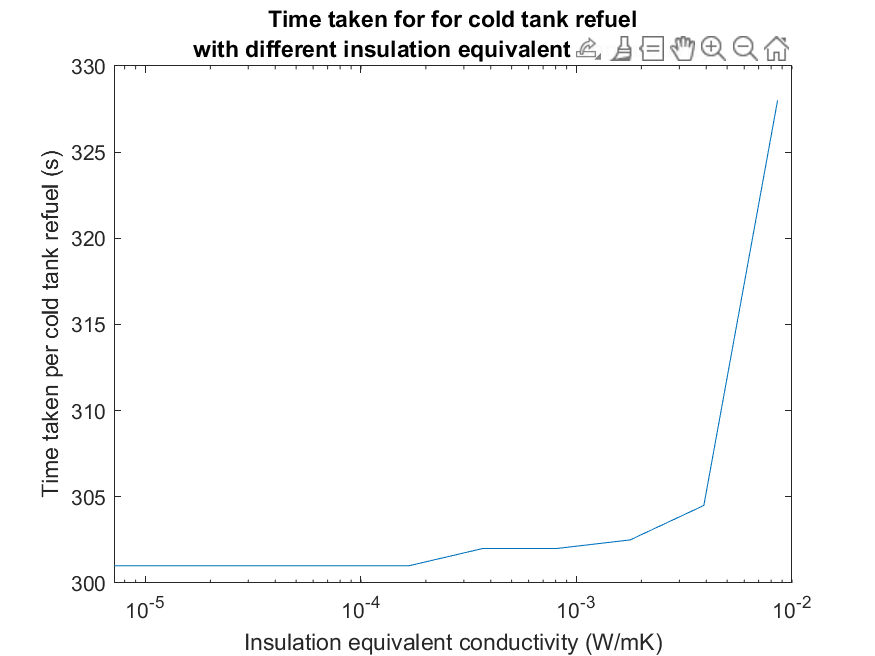 Time taken for for cold tank refuel
with different insulation equivalent
330
325
320
315
310
305
300
Time taken per cold tank refuel (s)
10-5
10-4
10-3
10-2
Insulation equivalent conductivity (W/mK)